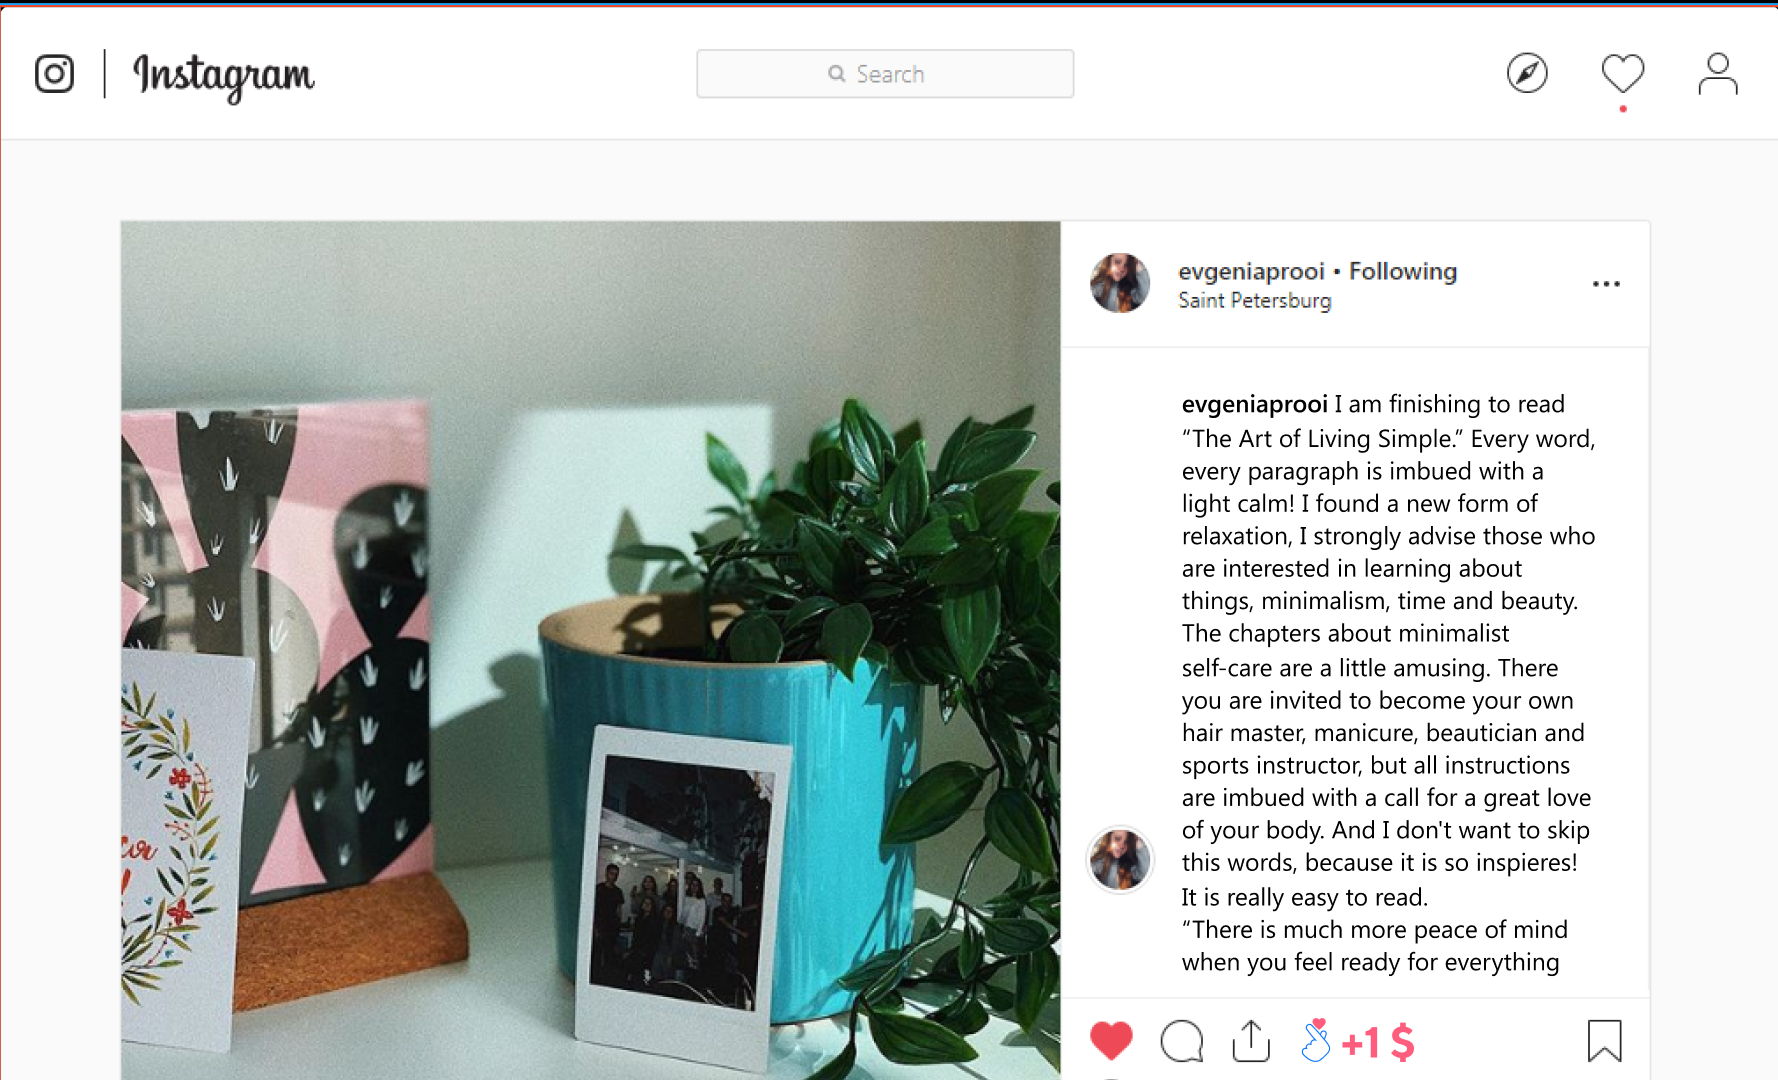 Instagram
Search
evgeniaprooi • Following
Saint Petersburg
evgeniaprooi I am finishing to read
“The Art of Living Simple.” Every word,
every paragraph is imbued with a
light calm! I found a new form of
relaxation, I strongly advise those who
are interested in learning about
things, minimalism, time and beauty.
The chapters about minimalist
self-care are a little amusing. There
you are invited to become your own
hair master, manicure, beautician and
sports instructor, but all instructions
are imbued with a call for a great love
of your body. And I don't want to skip
this words, because it is so inspieres!
It is really easy to read.
“There is much more peace of mind
when you feel ready for everything
+1 $